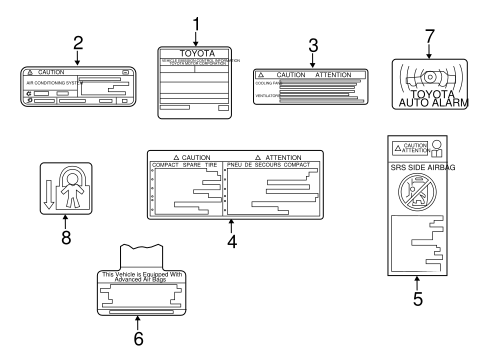 1
2
3
7
⚠ CAUTION
AIR CONDITIONING SYSTEM
TOYOTA
VEHICLE EMISSION CONTROL INFORMATION
TOYOTA MOTOR CORPORATION
⚠ CAUTION ATTENTION
COOLING FAN
VENTILATEURS
TOYOTA
AUTO ALARM
⚠ CAUTION
COMPACT SPARE TIRE
⚠ ATTENTION
PNEU DE SECOURS COMPACT
⚠ CAUTION
ATTENTION
SRS SIDE AIRBAG
8
4
This Vehicle is Equipped With
Advanced Air Bags
5
6